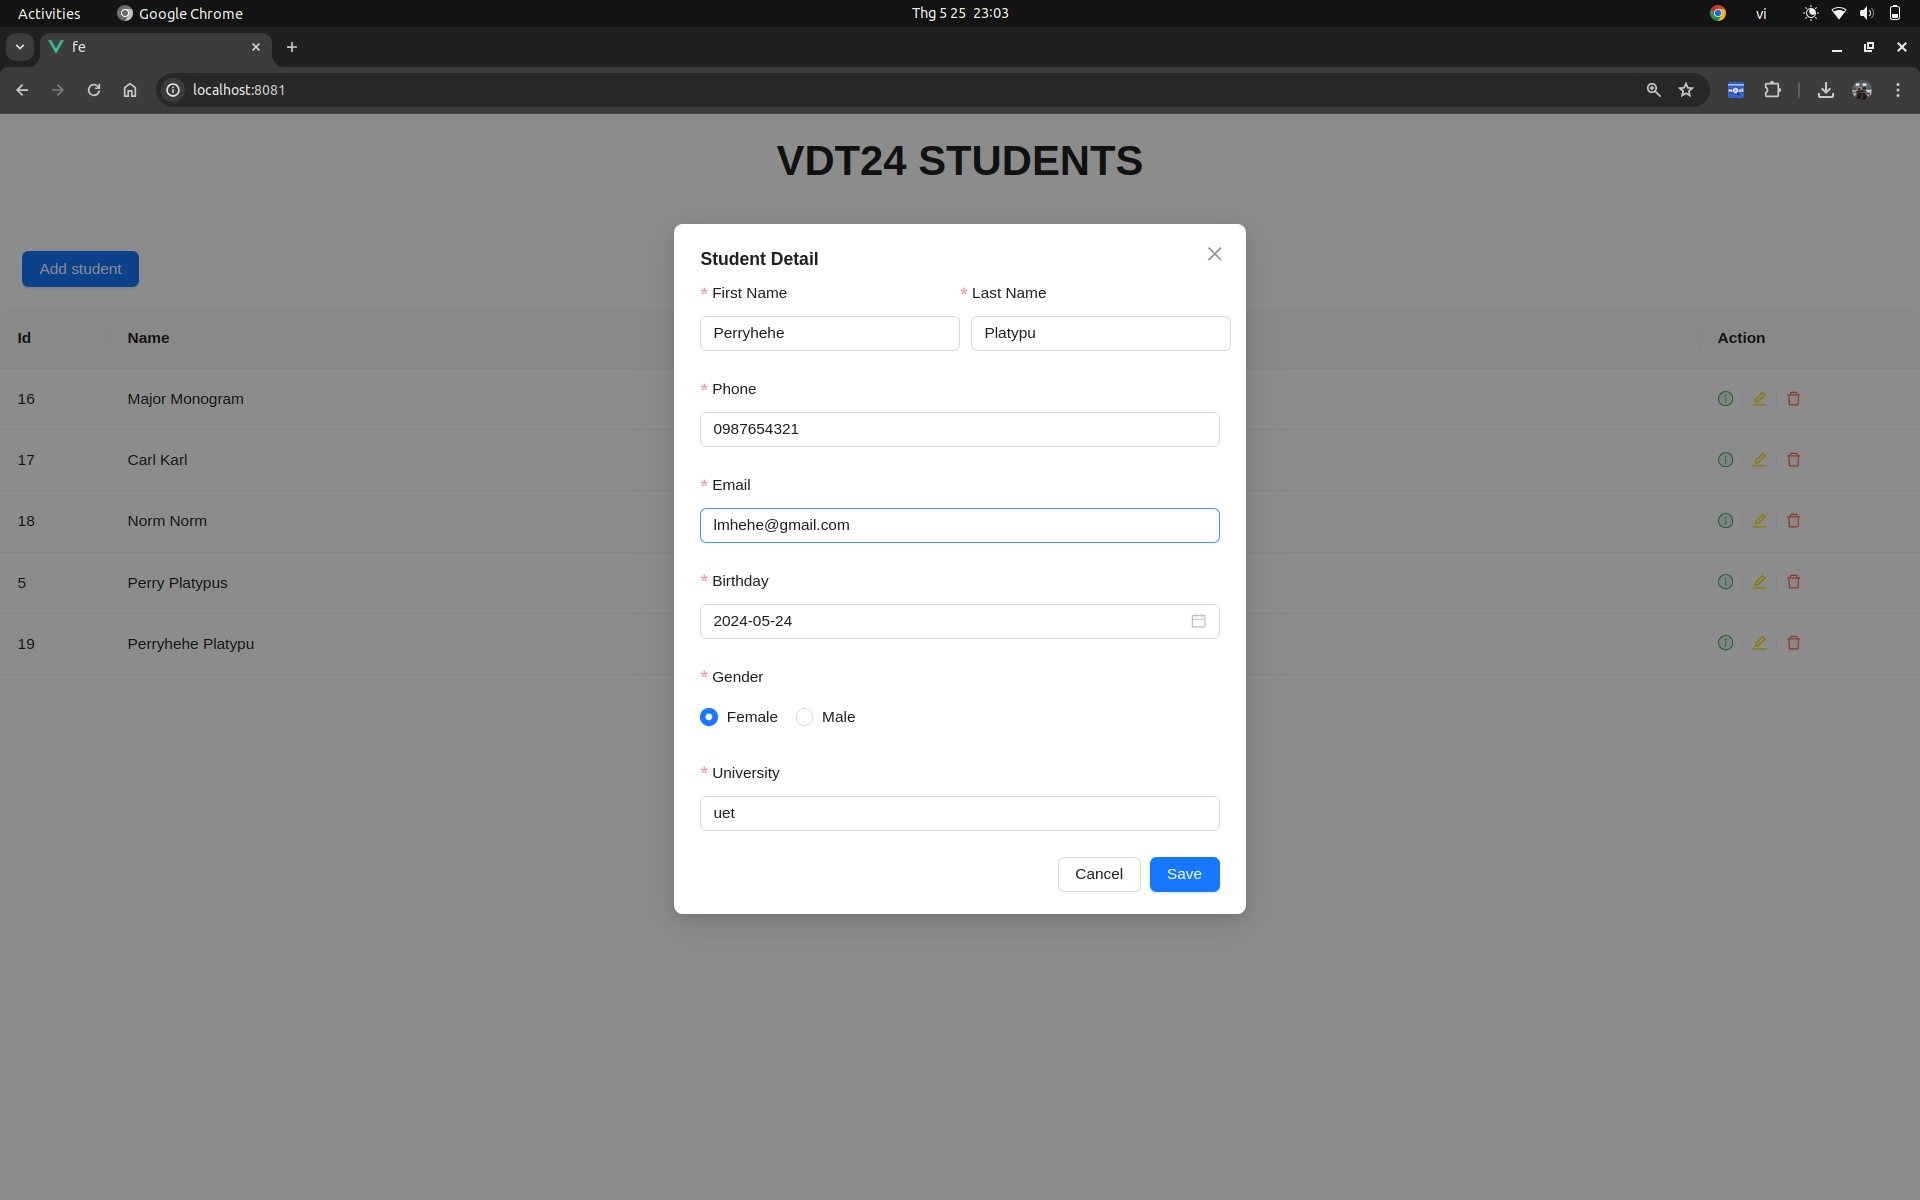 Activities Google Chrome Thg 5 25 23:03 vi
fe
localhost:8081
VDT24 STUDENTS
Add student
Id Name Action
16 Major Monogram
17 Carl Karl
18 Norm Norm
5 Perry Platypus
19 Perryhehe Platypu
Student Detail
* First Name * Last Name
Perryhehe Platypu
* Phone
0987654321
* Email
lmhehe@gmail.com
* Birthday
2024-05-24
* Gender
Female Male
* University
uet
Cancel Save